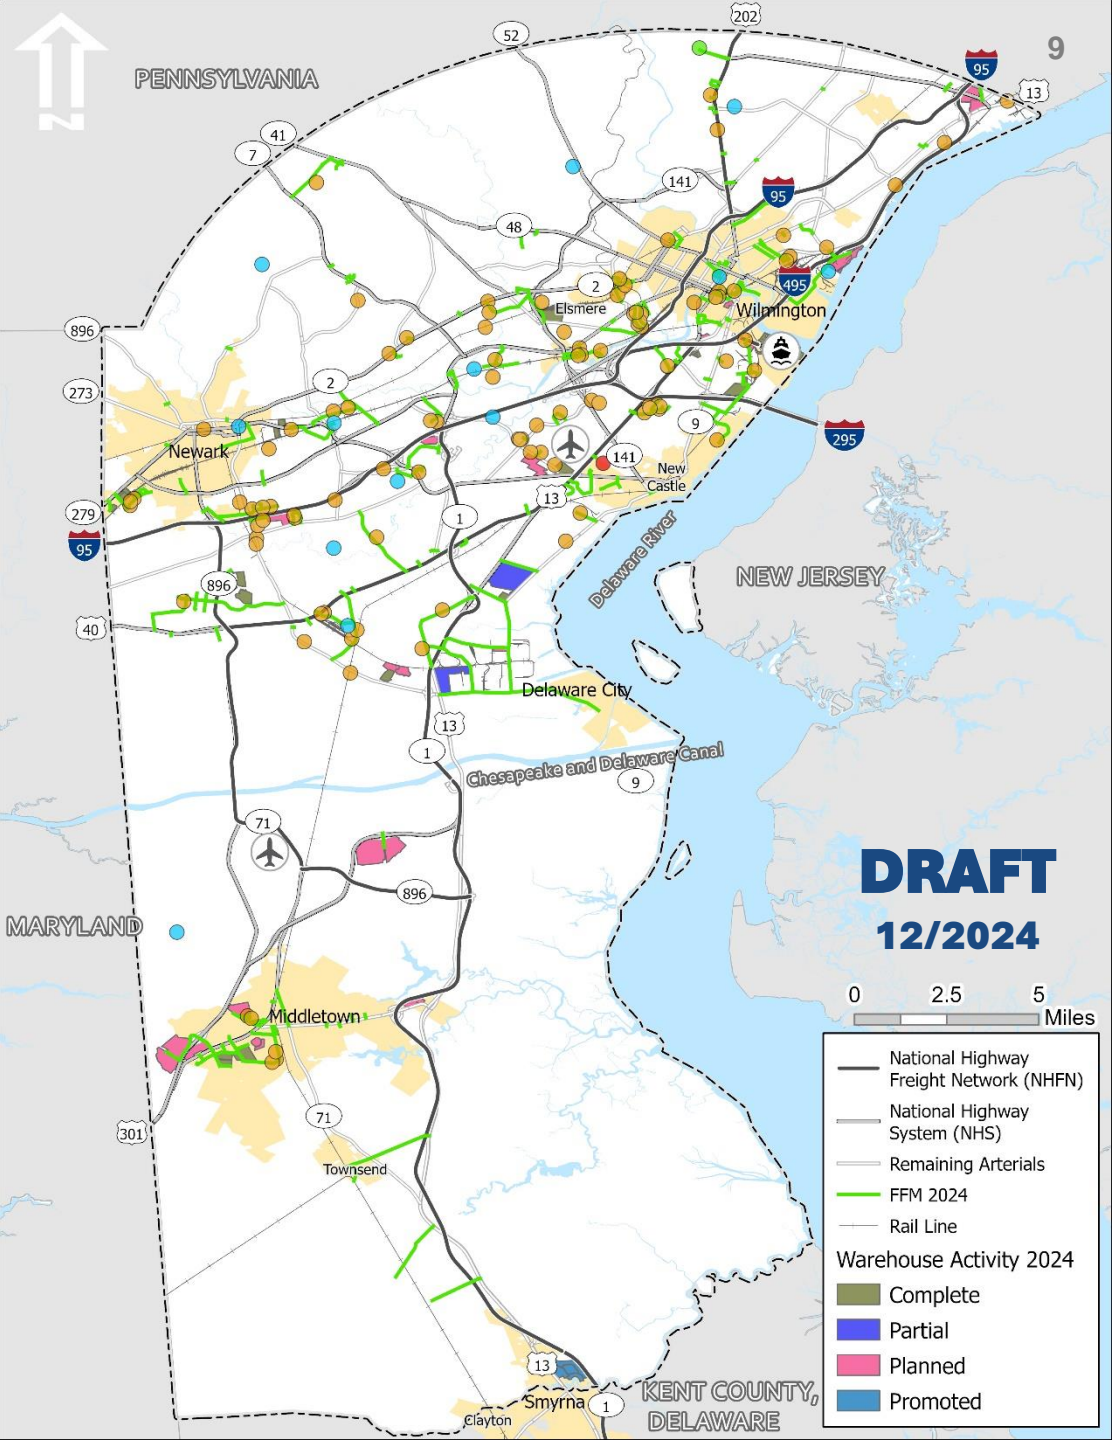 202
52
9
95
13
PENNSYLVANIA
41
7
141
95
48
2
495
Elsmere
Wilmington
896
273
2
9
295
Newark
141
New
Castle
13
279
1
95
Delaware River
NEW JERSEY
896
40
Delaware City
13
1
Chesapeake and Delaware Canal
9
71
DRAFT
896
MARYLAND
12/2024
0 2.5 5
Miles
Middletown
National Highway
Freight Network (NHFN)
National Highway
System (NHS)
71
301
Remaining Arterials
Townsend
FFM 2024
Rail Line
Warehouse Activity 2024
Complete
Partial
Planned
Promoted
13
KENT COUNTY,
DELAWARE
Smyrna
1
Clayton
N